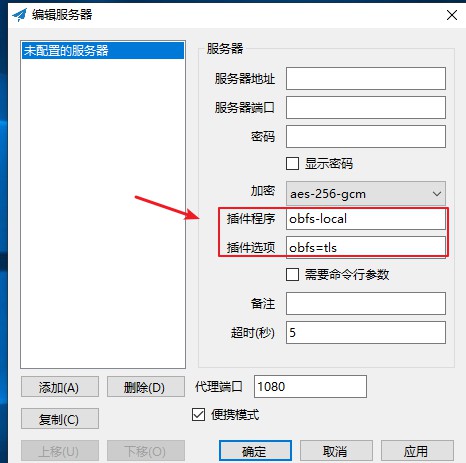 编辑服务器
未配置的服务器
服务器
服务器地址
服务器端口
密码
显示密码
加密 aes-256-gcm
插件程序 obfs-local
插件选项 obfs=tls
需要命令行参数
备注
超时(秒) 5
添加(A) 删除(D) 代理端口 1080
复制(C) 便携模式
上移(U) 下移(O) 确定 取消 应用